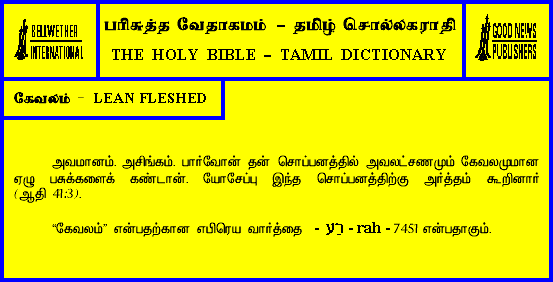 BELLWETHER
INTERNATIONAL
பரிசுத்த வேதாகமம் - தமிழ் சொல்லகராதி
THE HOLY BIBLE - TAMIL DICTIONARY
GOOD NEWS
PUBLISHERS
கேவலம் - LEAN FLESHED
அவமானம். அசிங்கம். பார்வோன் தன் சொப்பனத்தில் அவலட்சணமும் கேவலமுமான
ஏழு பசுக்களைக் கண்டான். யோசேப்பு இந்த சொப்பனத்திற்கு அர்த்தம் கூறினார்
(ஆதி 41:3).
“கேவலம்” என்பதற்கான எபிரெய வார்த்தை - רַע - rah - 7451 என்பதாகும்.